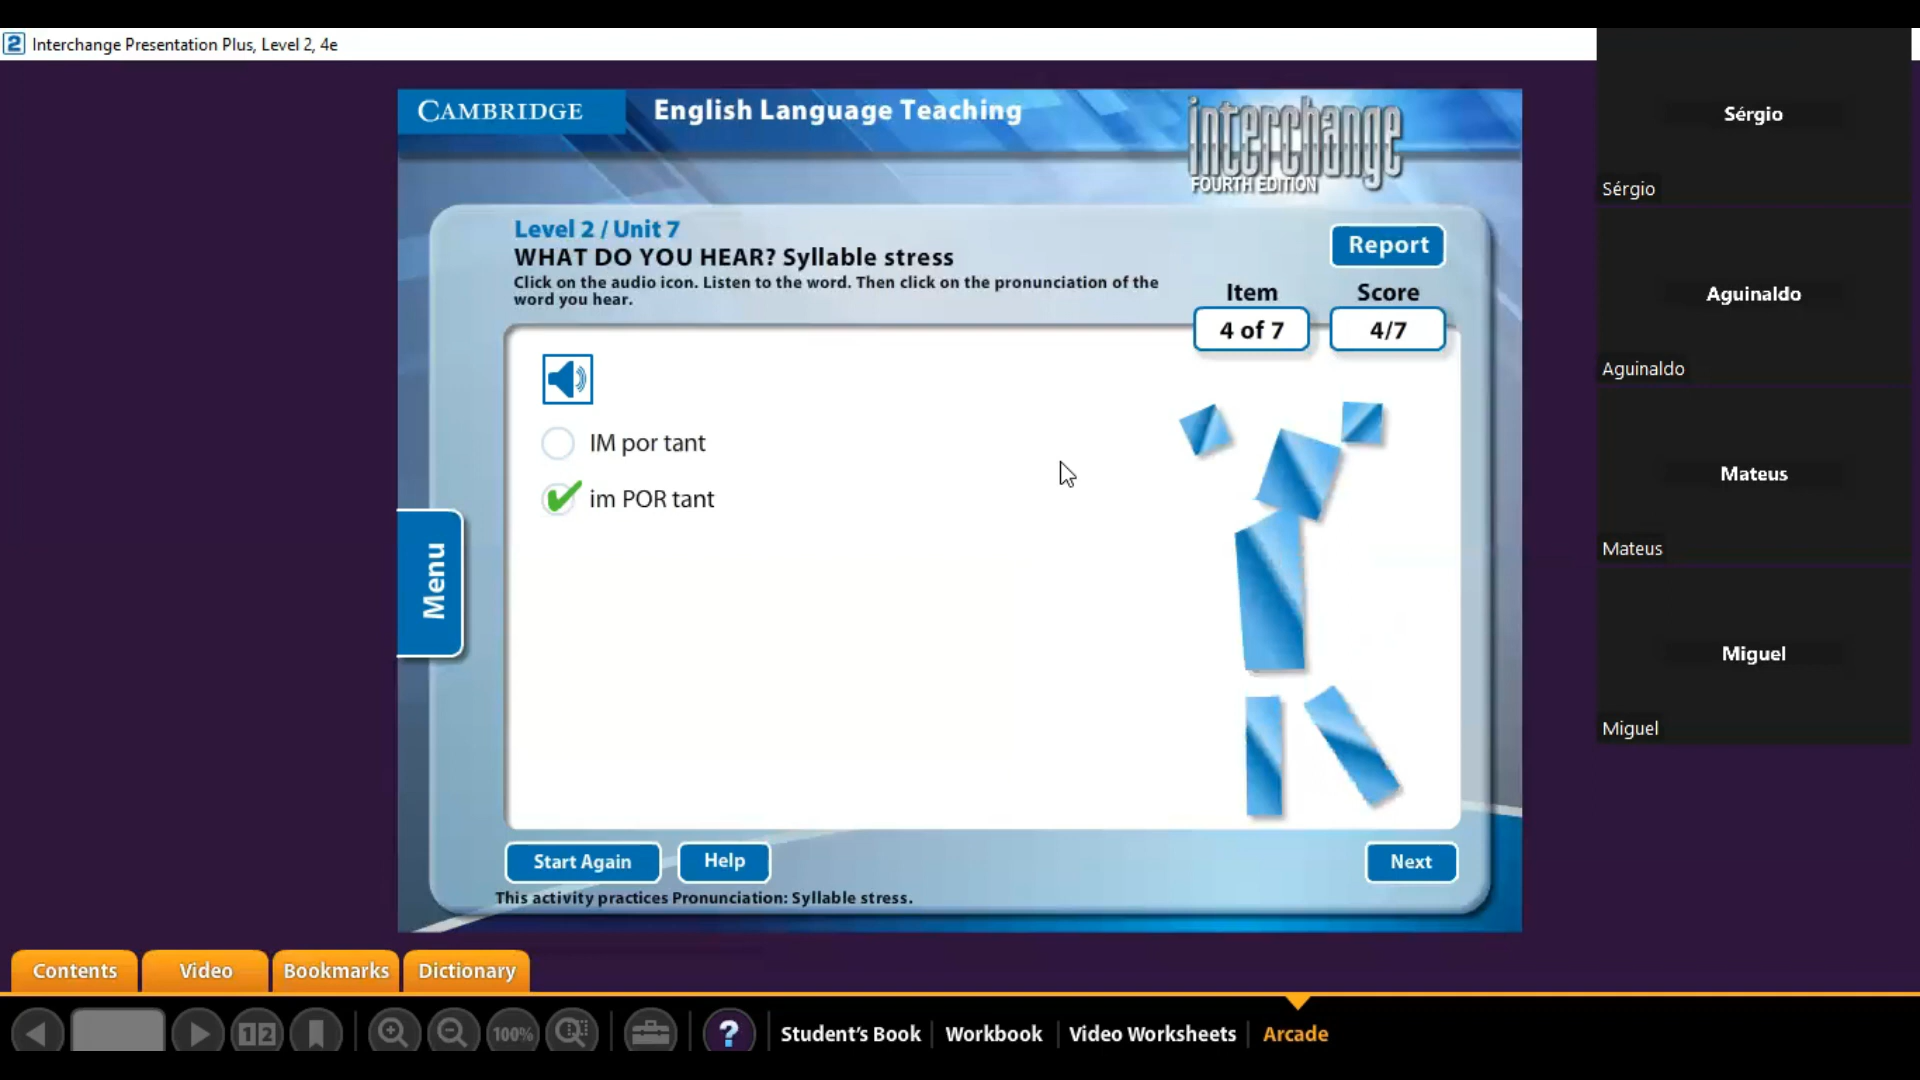 2 Interchange Presentation Plus, Level 2, 4e
CAMBRIDGE English Language Teaching
interchange
FOURTH EDITION
Level 2 / Unit 7
WHAT DO YOU HEAR? Syllable stress
Click on the audio icon. Listen to the word. Then click on the pronunciation of the
word you hear.
Report
Item Score
4 of 7 4/7
IM por tant
im POR tant
Menu
Start Again Help Next
This activity practices Pronunciation: Syllable stress.
Sérgio
Sérgio
Aguinaldo
Aguinaldo
Mateus
Mateus
Miguel
Miguel
Contents Video Bookmarks Dictionary
12 100% ? Student's Book Workbook Video Worksheets Arcade